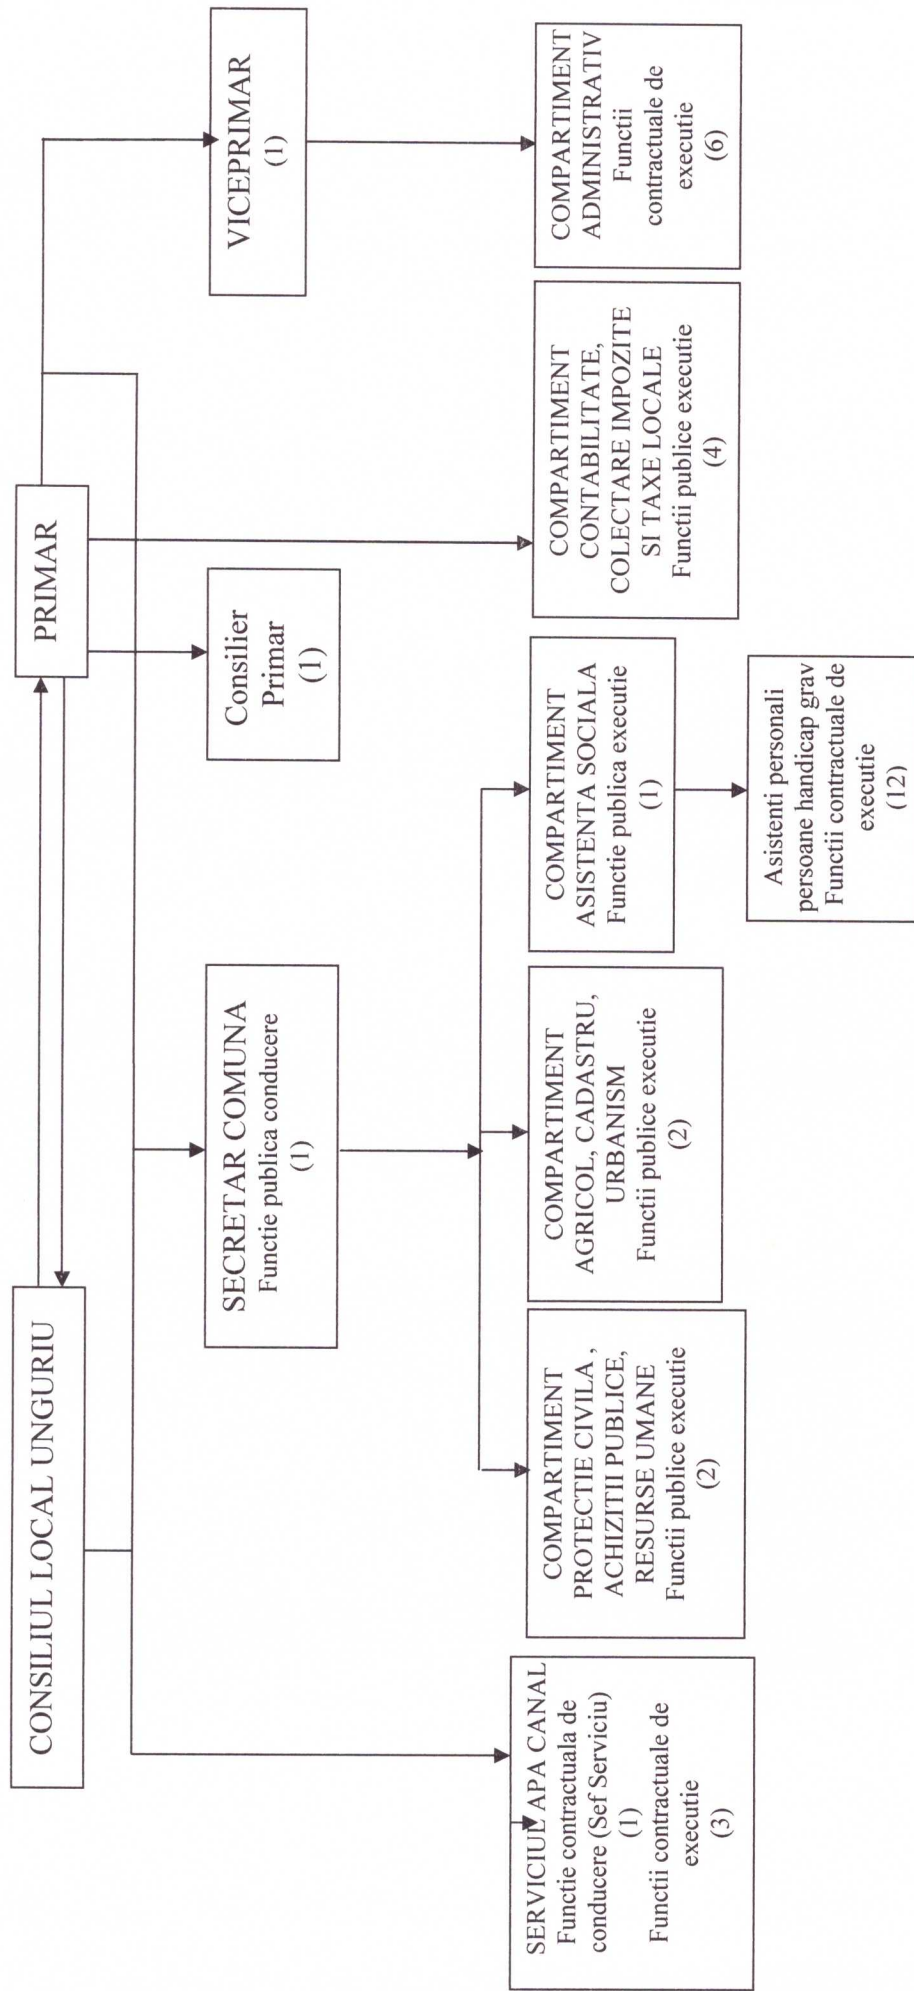 CONSILIUL LOCAL UNGURIU
PRIMAR
SECRETAR COMUNA
Functie publica conducere
(1)
Consilier
Primar
(1)
VICEPRIMAR
(1)
SERVICIUL APA CANAL
Functie contractuala de
conducere (Sef Serviciu)
(1)
Functii contractuale de
executie
(3)
COMPARTIMENT
PROTECTIE CIVILA ,
ACHIZITII PUBLICE,
RESURSE UMANE
Functii publice executie
(2)
COMPARTIMENT
AGRICOL, CADASTRU,
URBANISM
Functii publice executie
(2)
COMPARTIMENT
ASISTENTA SOCIALA
Functie publica executie
(1)
COMPARTIMENT
CONTABILITATE,
COLECTARE IMPOZITE
SI TAXE LOCALE
Functii publice executie
(4)
COMPARTIMENT
ADMINISTRATIV
Functii
contractuale de
executie
(6)
Asistenti personali
persoane handicap grav
Functii contractuale de
executie
(12)